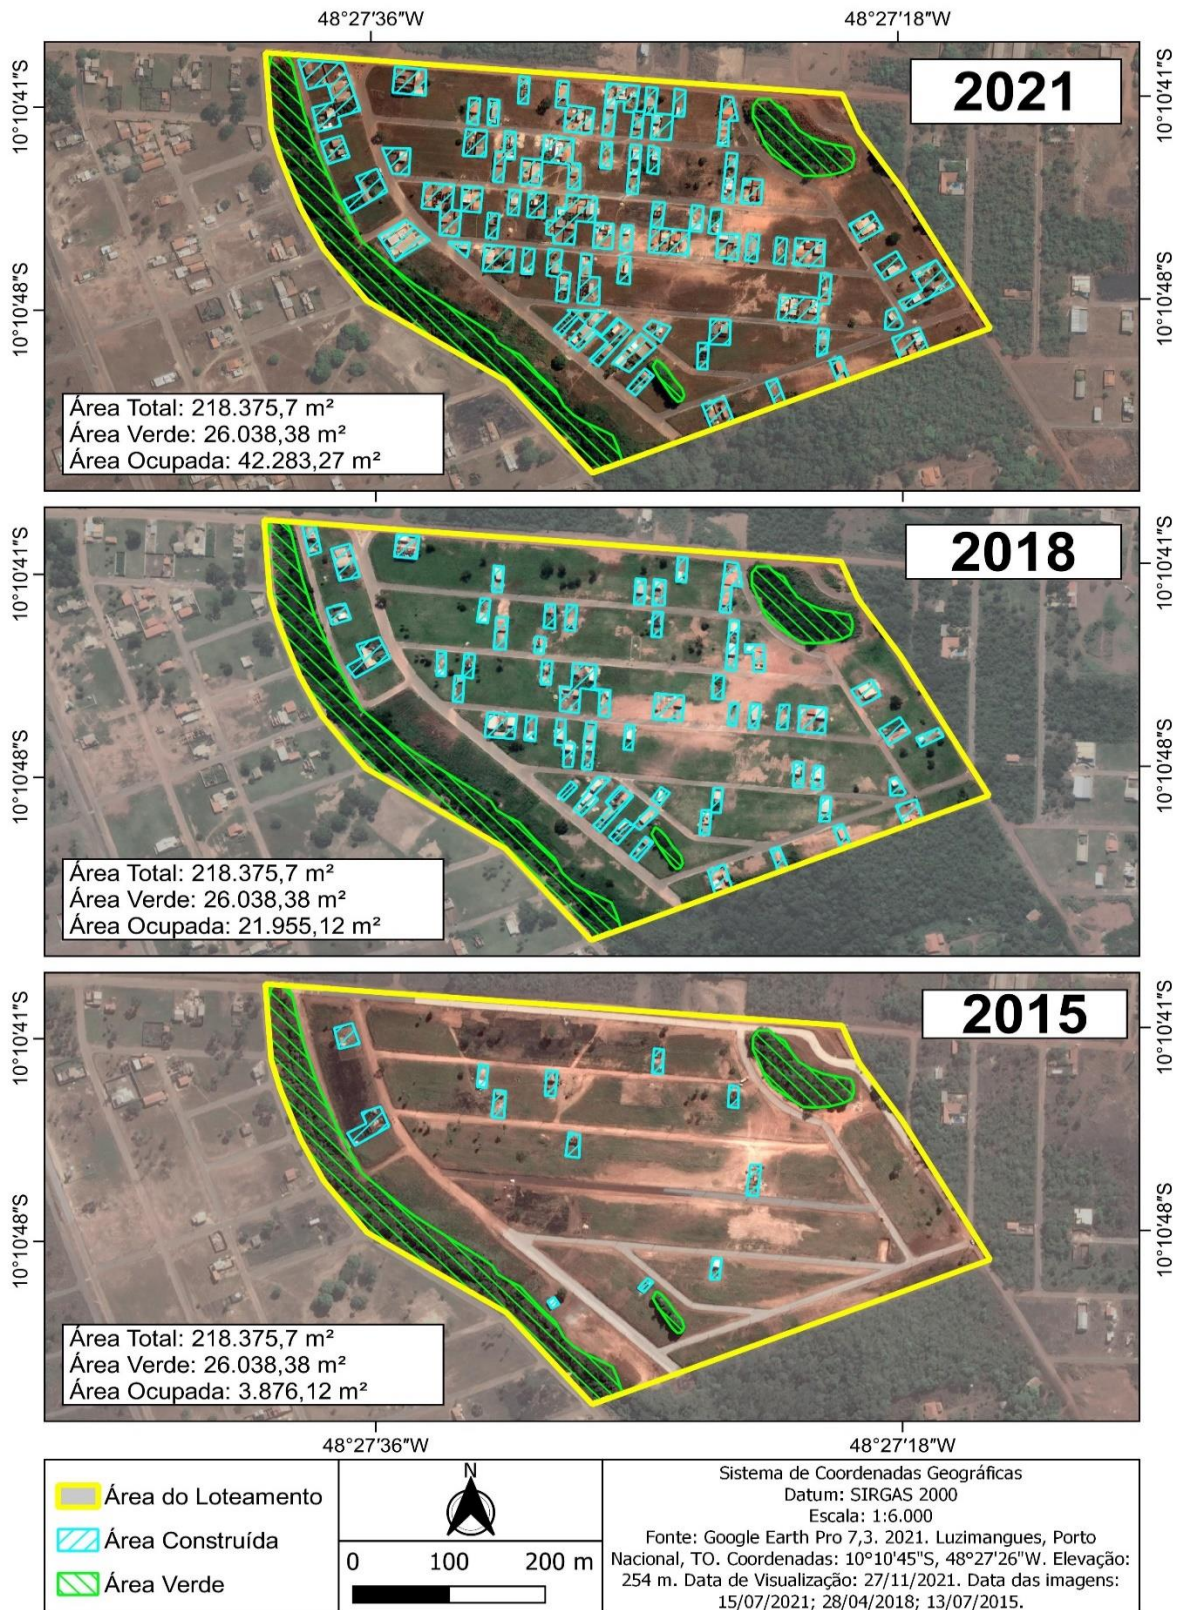 48°27'36"W
48°27'18"W
10°10'41"S
2021
10°10'41"S
10°10'48"S
10°10'48"S
Área Total: 218.375,7 m²
Área Verde: 26.038,38 m²
Área Ocupada: 42.283,27 m²
10°10'41"S
2018
10°10'41"S
10°10'48"S
10°10'48"S
Área Total: 218.375,7 m²
Área Verde: 26.038,38 m²
Área Ocupada: 21.955,12 m²
10°10'41"S
2015
10°10'41"S
10°10'48"S
10°10'48"S
Área Total: 218.375,7 m²
Área Verde: 26.038,38 m²
Área Ocupada: 3.876,12 m²
48°27'36"W
48°27'18"W
Área do Loteamento
Área Construída
Área Verde
N
0 100 200 m
Sistema de Coordenadas Geográficas
Datum: SIRGAS 2000
Escala: 1:6.000
Fonte: Google Earth Pro 7,3. 2021. Luzimangues, Porto
Nacional, TO. Coordenadas: 10°10'45"S, 48°27'26"W. Elevação:
254 m. Data de Visualização: 27/11/2021. Data das imagens:
15/07/2021; 28/04/2018; 13/07/2015.